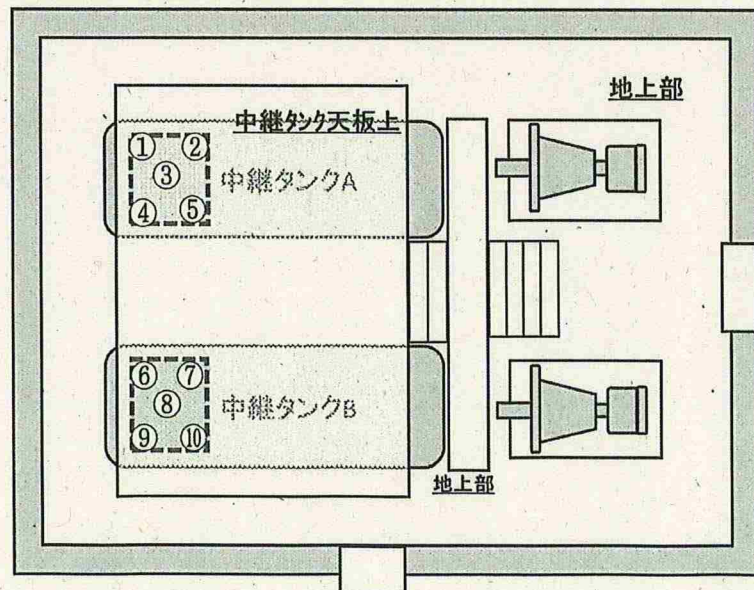 地上部
中継タンク天板上
① ②
中継タンクA
③
④ ⑤
⑥ ⑦
中継タンクB
⑧
⑨ ⑩
地上部